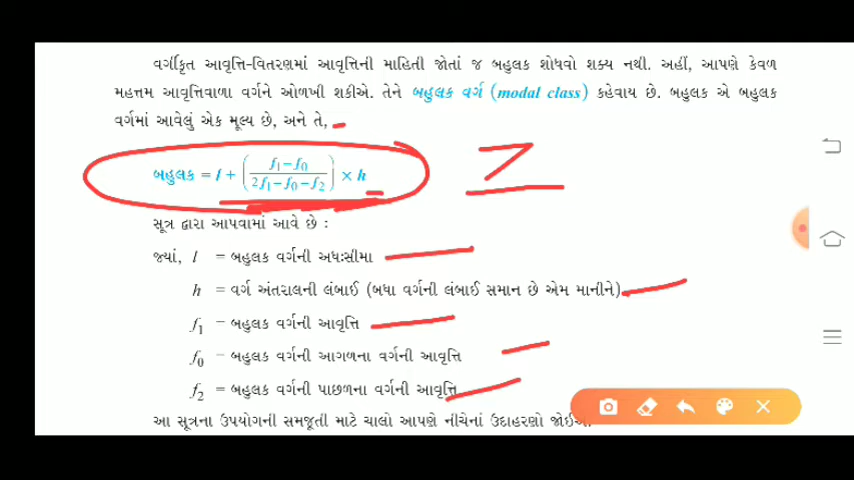 વર્ગીકૃત આવૃત્તિ-વિતરણમાં આવૃત્તિની માહિતી જોતાં જ બહુલક શોધવો શક્ય નથી. અહીં, આપણે કેવળ
મહત્તમ આવૃત્તિવાળા વર્ગને ઓળખી શકીએ. તેને બહુલક વર્ગ (modal class) કહેવાય છે. બહુલક એ બહુલક
વર્ગમાં આવેલું એક મૂલ્ય છે, અને તે,
બહુલક = l + (f₁ – f₀ / 2f₁ – f₀ – f₂) × h
Z
સૂત્ર દ્વારા આપવામાં આવે છે :
જ્યાં, l = બહુલક વર્ગની અધઃસીમા
h = વર્ગ અંતરાલની લંબાઈ (બધા વર્ગની લંબાઈ સમાન છે એમ માનીને)
f₁ = બહુલક વર્ગની આવૃત્તિ
f₀ = બહુલક વર્ગની આગળના વર્ગની આવૃત્તિ
f₂ = બહુલક વર્ગની પાછળના વર્ગની આવૃત્તિ
આ સૂત્રના ઉપયોગની સમજૂતી માટે ચાલો આપણે નીચેનાં ઉદાહરણો